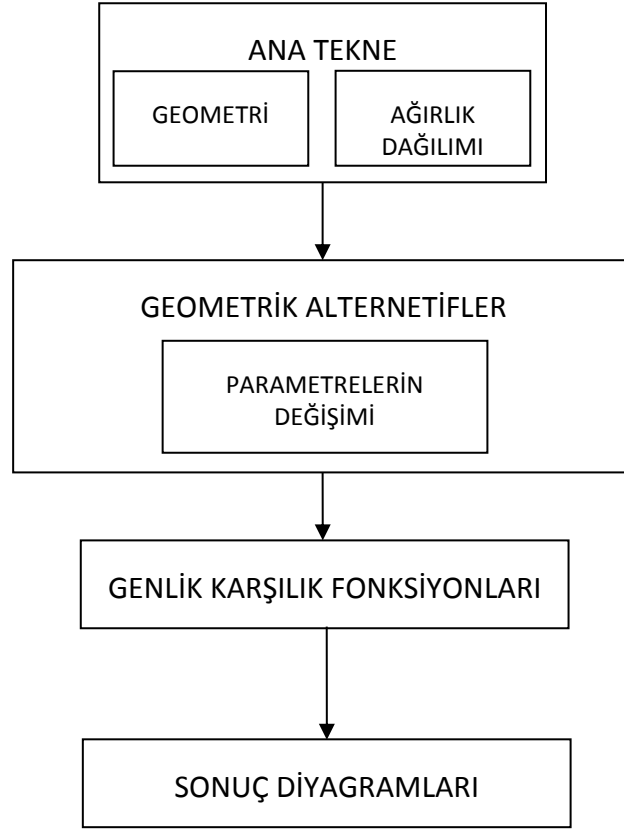 ANA TEKNE
GEOMETRİ
AĞIRLIK
DAĞILIMI
GEOMETRİK ALTERNETİFLER
PARAMETRELERİN
DEĞİŞİMİ
GENLİK KARŞILIK FONKSİYONLARI
SONUÇ DİYAGRAMLARI